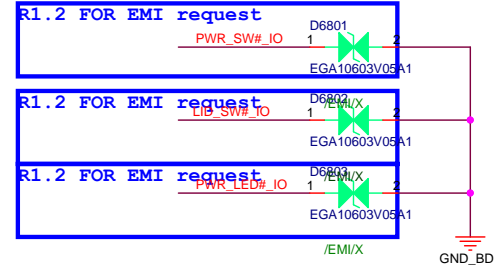 R1.2 FOR EMI request
D6801
PWR_SW#_IO 1 2
EGA10603V05A1
/EMI/X
R1.2 FOR EMI request
D6802
LID_SW#_IO 1 2
EGA10603V05A1
/EMI/X
R1.2 FOR EMI request
D6803
PWR_LED#_IO 1 2
EGA10603V05A1
/EMI/X
GND_BD